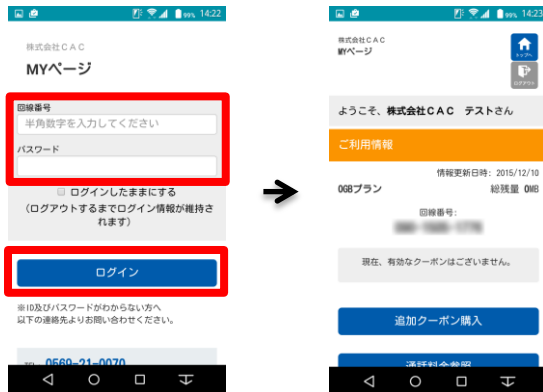 99% 14:22
株式会社CAC
MYページ
回線番号
半角数字を入力してください
パスワード
ログインしたままにする
(ログアウトするまでログイン情報が維持さ
れます)
ログイン
※ID及びパスワードがわからない方へ
以下の連絡先よりお問い合わせください。
TEL 0569-21-0070
99% 14:23
株式会社CAC
MYページ
トップへ
ログアウト
ようこそ、株式会社CAC テストさん
ご利用情報
情報更新日時: 2015/12/10
0GBプラン 総残量 0MB
回線番号:
現在、有効なクーポンはございません。
追加クーポン購入
通話料金参照